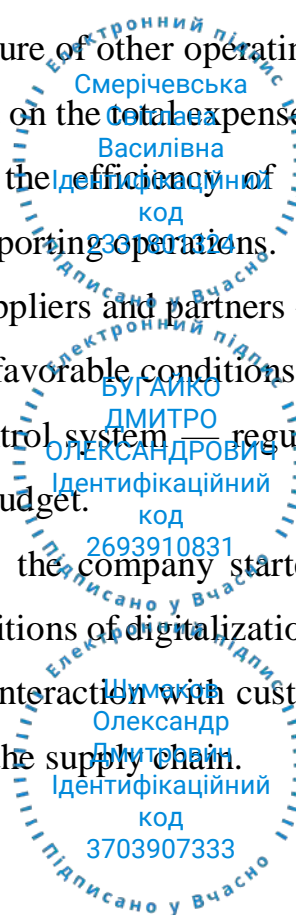 ure of other operatin
on the total expense
the efficiency of
porting operations.
ppliers and partners
favorable conditions
trol system — regu
udget.
the company starte
itions of digitalizatio
nteraction with cust
he supply chain.
Електронний підпис
Смерічевська
Світлана
Василівна
Ідентифікаційний
код
Підписано у Вчасно
Електронний підпис
БУГАЙКО
ДМИТРО
ОЛЕКСАНДРОВИЧ
Ідентифікаційний
код
2693910831
Підписано у Вчасно
Електронний підпис
Шумаков
Олександр
Дмитрович
Ідентифікаційний
код
3703907333
Підписано у Вчасно